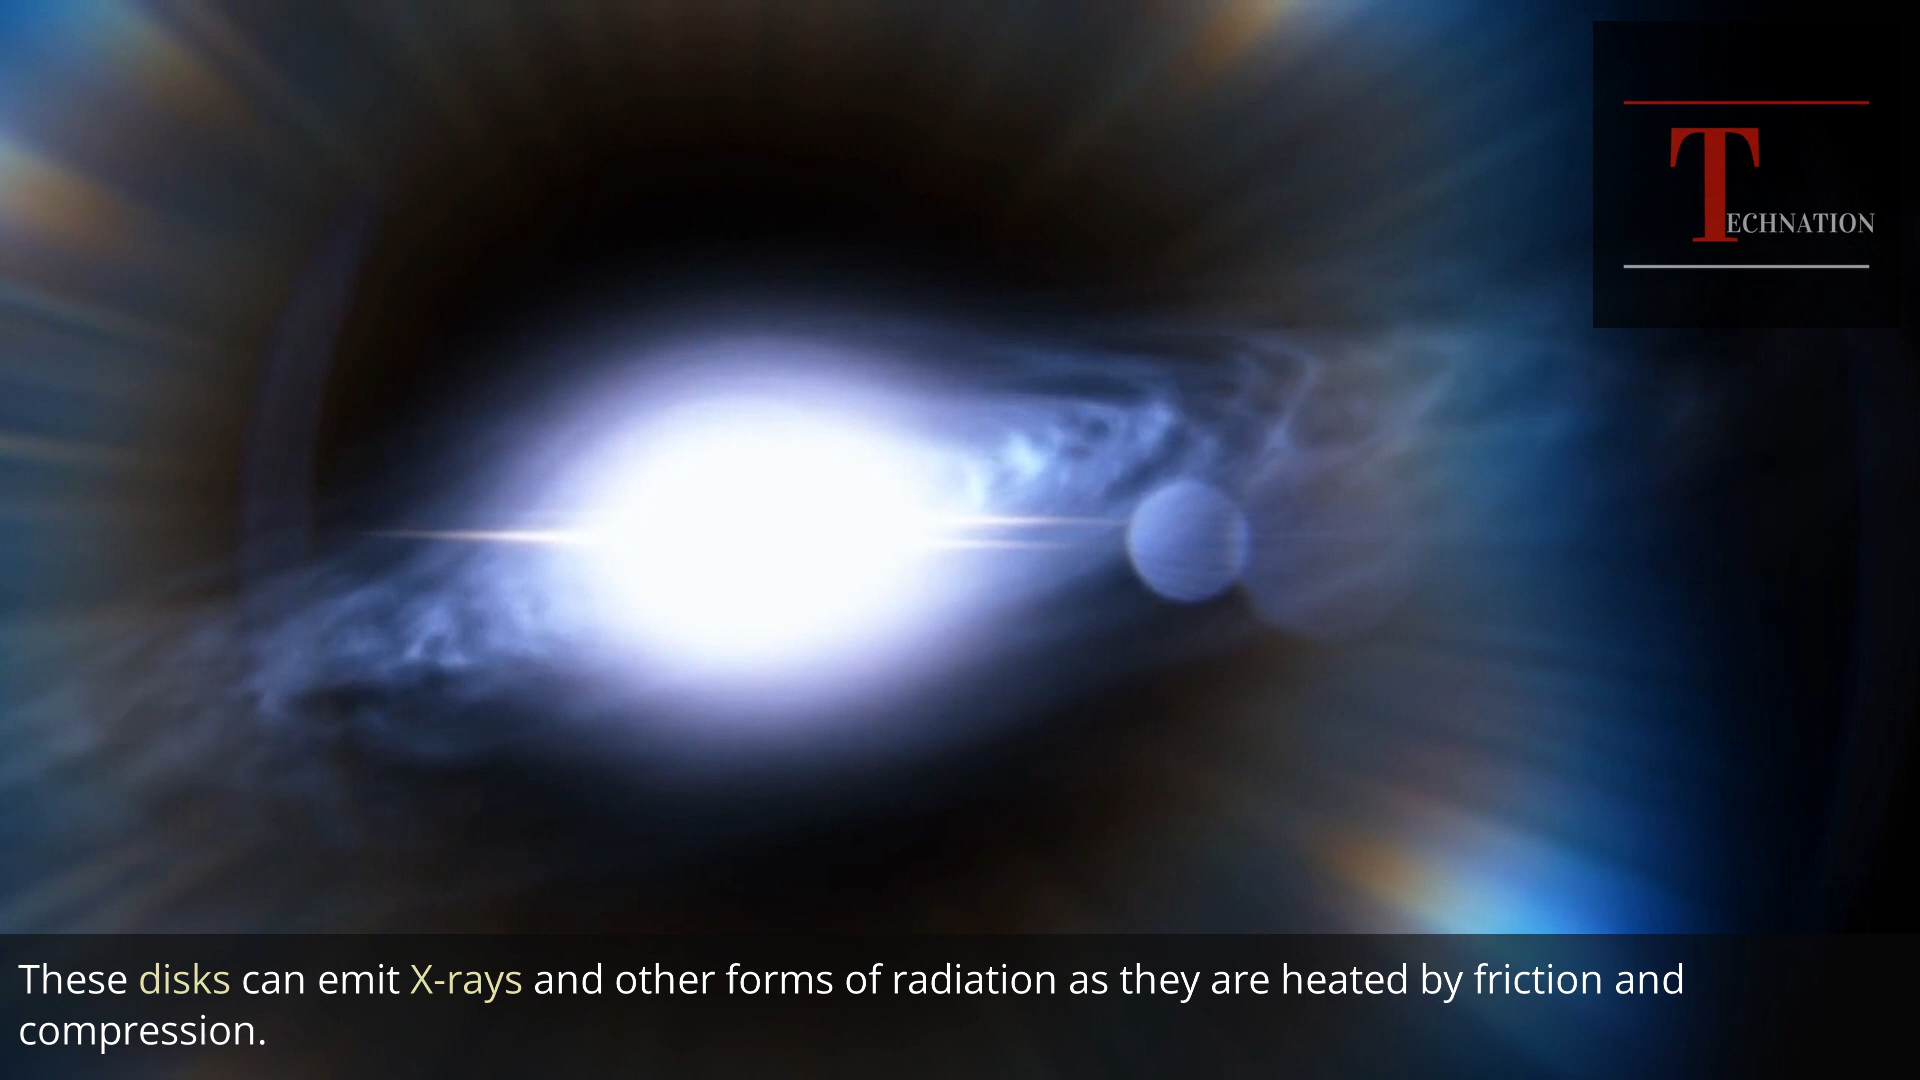 TECHNATION
These disks can emit X-rays and other forms of radiation as they are heated by friction and
compression.